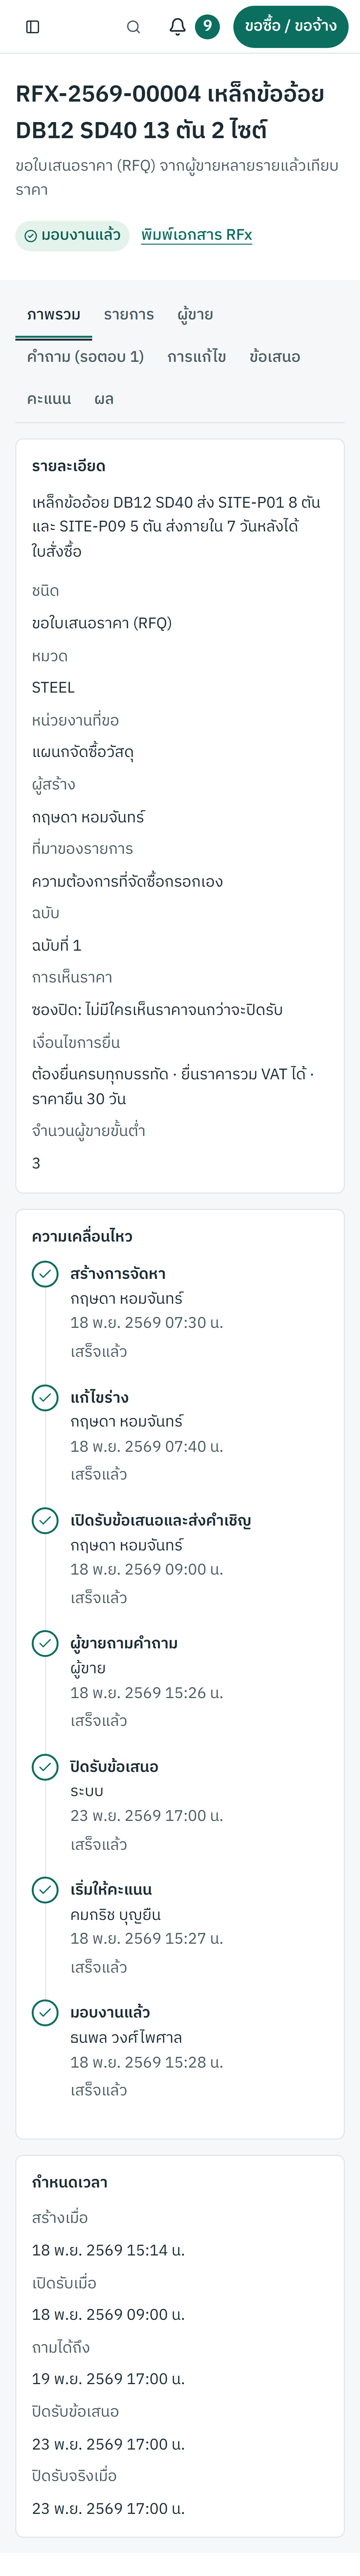 9
ขอซื้อ / ขอจ้าง
RFX-2569-00004 เหล็กข้ออ้อย
DB12 SD40 13 ตัน 2 ไซต์
ขอใบเสนอราคา (RFQ) จากผู้ขายหลายรายแล้วเทียบ
ราคา
มอบงานแล้ว
พิมพ์เอกสาร RFx
ภาพรวม
รายการ
ผู้ขาย
คำถาม (รอตอบ 1)
การแก้ไข
ข้อเสนอ
คะแนน
ผล
รายละเอียด
เหล็กข้ออ้อย DB12 SD40 ส่ง SITE-P01 8 ตัน
และ SITE-P09 5 ตัน ส่งภายใน 7 วันหลังได้
ใบสั่งซื้อ
ชนิด
ขอใบเสนอราคา (RFQ)
หมวด
STEEL
หน่วยงานที่ขอ
แผนกจัดซื้อวัสดุ
ผู้สร้าง
กฤษดา หอมจันทร์
ที่มาของรายการ
ความต้องการที่จัดซื้อกรอกเอง
ฉบับ
ฉบับที่ 1
การเห็นราคา
ซองปิด: ไม่มีใครเห็นราคาจนกว่าจะปิดรับ
เงื่อนไขการยื่น
ต้องยื่นครบทุกบรรทัด · ยื่นราคารวม VAT ได้ ·
ราคายืน 30 วัน
จำนวนผู้ขายขั้นต่ำ
3
ความเคลื่อนไหว
สร้างการจัดหา
กฤษดา หอมจันทร์
18 พ.ย. 2569 07:30 น.
เสร็จแล้ว
แก้ไขร่าง
กฤษดา หอมจันทร์
18 พ.ย. 2569 07:40 น.
เสร็จแล้ว
เปิดรับข้อเสนอและส่งคำเชิญ
กฤษดา หอมจันทร์
18 พ.ย. 2569 09:00 น.
เสร็จแล้ว
ผู้ขายถามคำถาม
ผู้ขาย
18 พ.ย. 2569 15:26 น.
เสร็จแล้ว
ปิดรับข้อเสนอ
ระบบ
23 พ.ย. 2569 17:00 น.
เสร็จแล้ว
เริ่มให้คะแนน
คมกริช บุญยืน
18 พ.ย. 2569 15:27 น.
เสร็จแล้ว
มอบงานแล้ว
ธนพล วงศ์ไพศาล
18 พ.ย. 2569 15:28 น.
เสร็จแล้ว
กำหนดเวลา
สร้างเมื่อ
18 พ.ย. 2569 15:14 น.
เปิดรับเมื่อ
18 พ.ย. 2569 09:00 น.
ถามได้ถึง
19 พ.ย. 2569 17:00 น.
ปิดรับข้อเสนอ
23 พ.ย. 2569 17:00 น.
ปิดรับจริงเมื่อ
23 พ.ย. 2569 17:00 น.